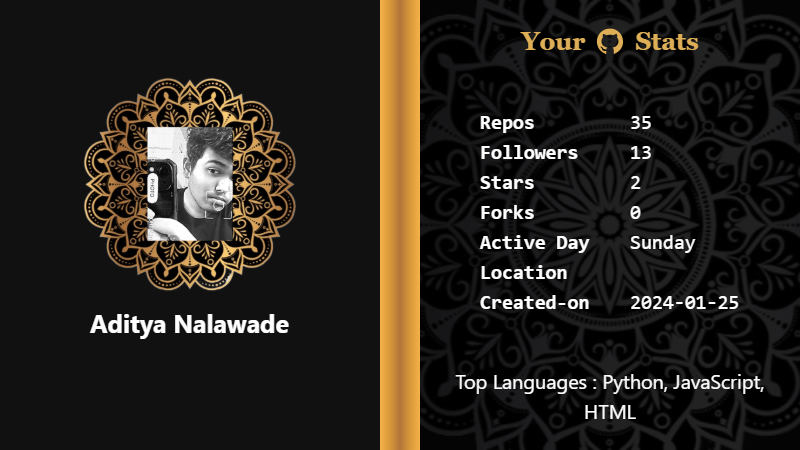 Aditya Nalawade
Your Stats
Repos 35
Followers 13
Stars 2
Forks 0
Active Day Sunday
Location
Created-on 2024-01-25
Top Languages : Python, JavaScript,
HTML